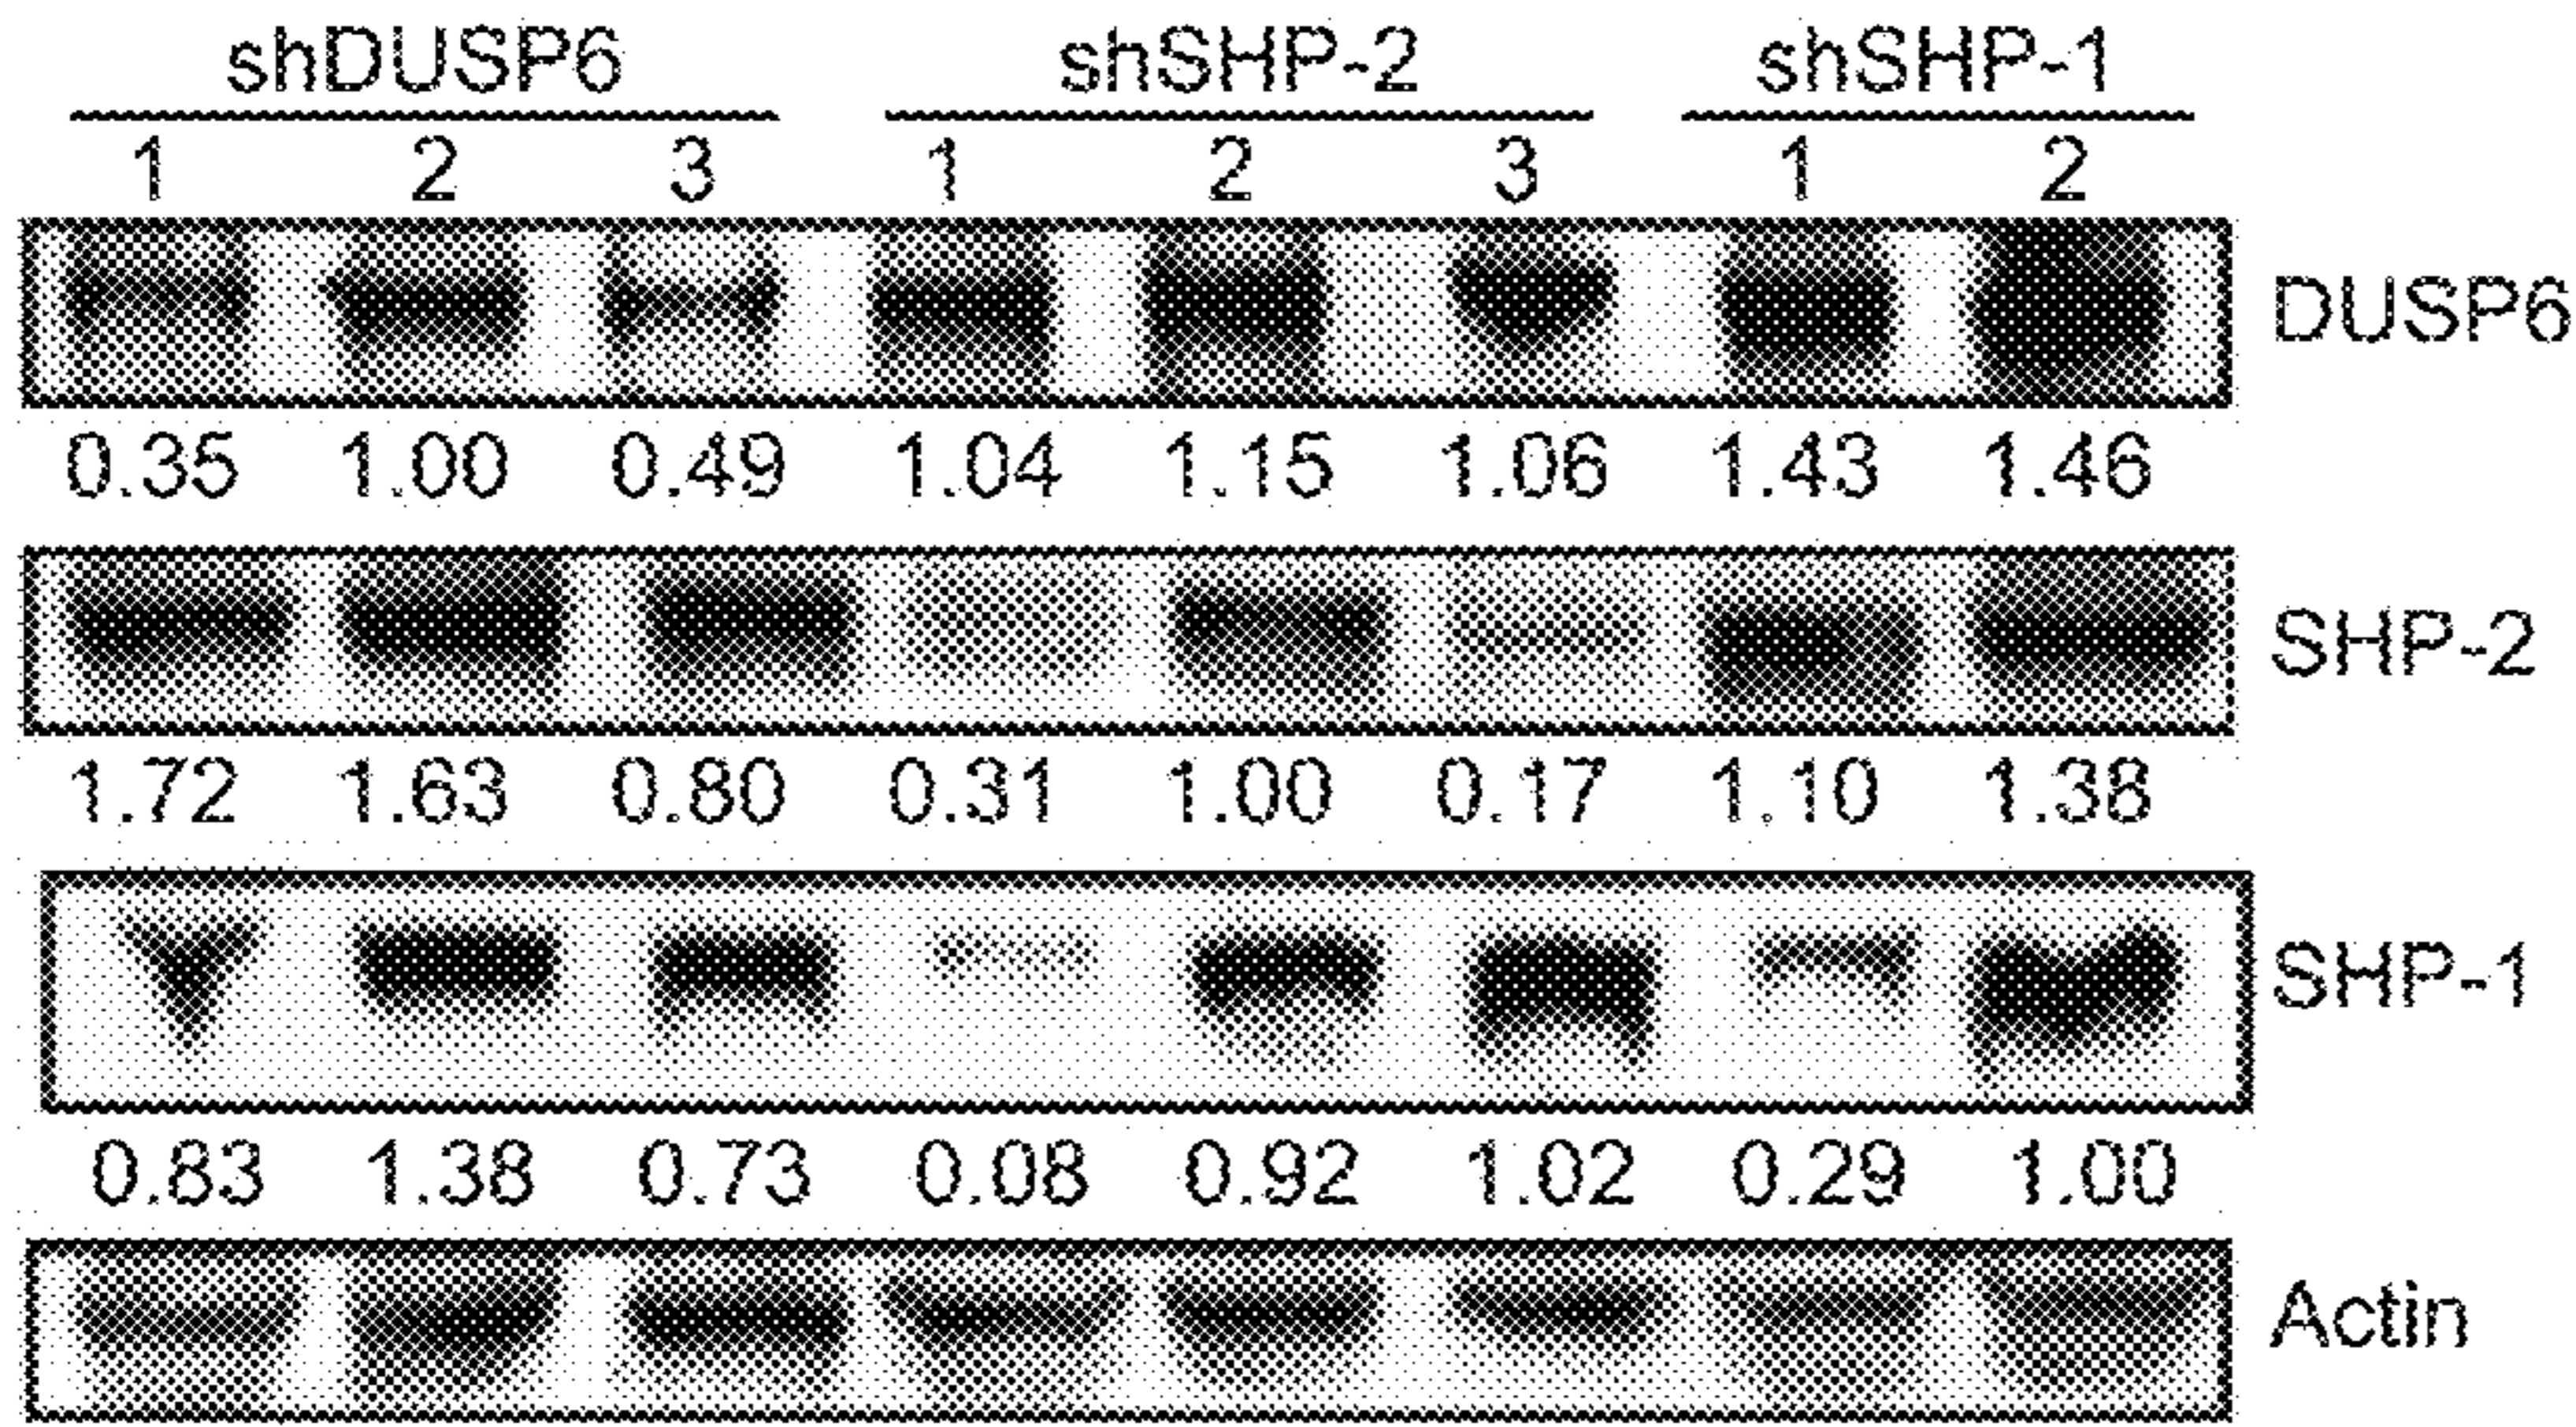 shDUSP6 shSHP-2 shSHP-1
1 2 3 1 2 3 1 2
DUSP6
0.35 1.00 0.49 1.04 1.15 1.06 1.43 1.46
SHP-2
1.72 1.63 0.80 0.31 1.00 0.17 1.10 1.38
SHP-1
0.83 1.38 0.73 0.08 0.92 1.02 0.29 1.00
Actin